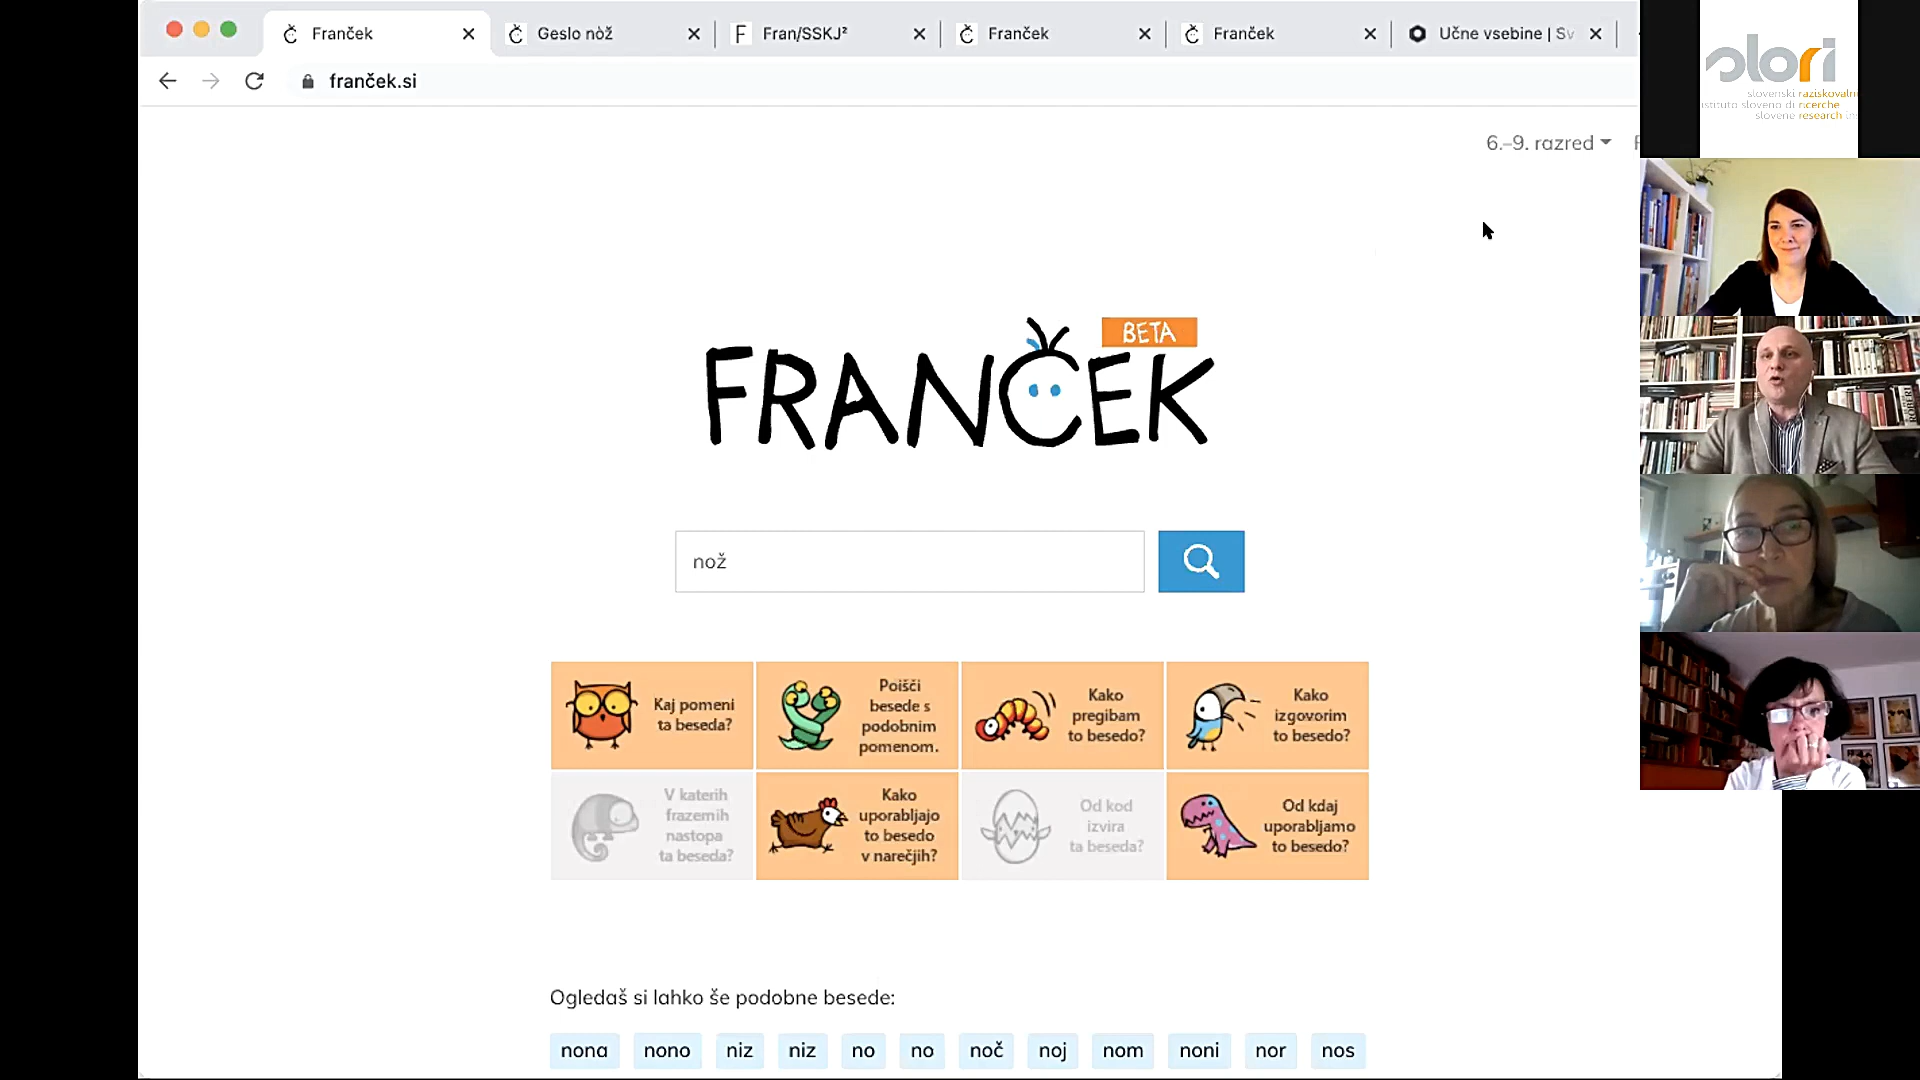 Franček
Geslo nòž
Fran/SSKJ²
Franček
Franček
Učne vsebine | Sv
franček.si
6.–9. razred
FRANČEK
BETA
nož
Kaj pomeni
ta beseda?
Poišči
besede s
podobnim
pomenom.
Kako
pregibam
to besedo?
Kako
izgovorim
to besedo?
V katerih
frazemih
nastopa
ta beseda?
Kako
uporabljajo
to besedo
v narečjih?
Od kod
izvira
ta beseda?
Od kdaj
uporabljamo
to besedo?
Ogledaš si lahko še podobne besede:
nona nono niz niz no no noč noj nom noni nor nos
slori
slovenski raziskovaln
istituto sloveno di ricerche
slovene research in